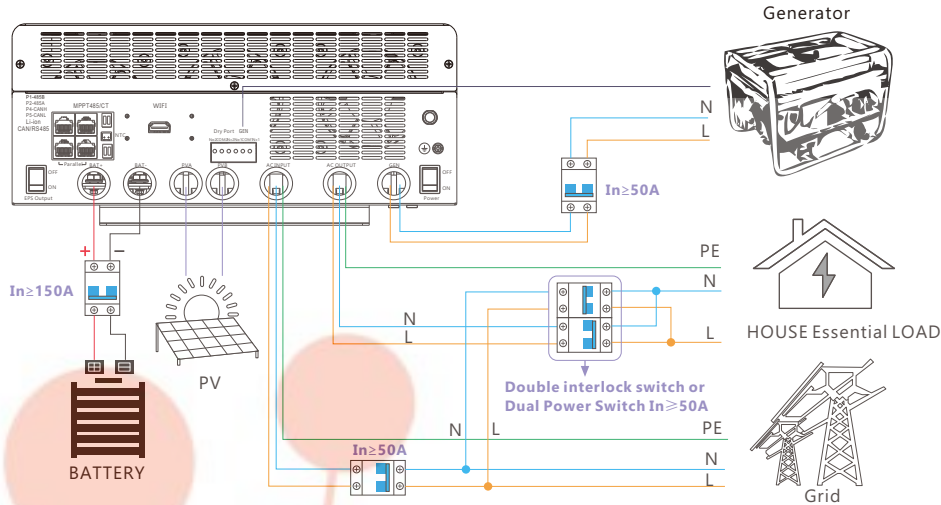 Generator
P1-485B
P2-485A
P4-CANH
P5-CANL
Li-ion
CAN/RS485
MPPT485/CT
WIFI
NTC
Parallel
Dry Port GEN
OFF
ON
EPS Output
BAT+
BAT-
PVA
PVB
AC INPUT
AC OUTPUT
GEN
OFF
ON
Power
N
L
In≥50A
+
−
In≥150A
PE
N
N
L
L
HOUSE Essential LOAD
PV
Double interlock switch or
Dual Power Switch In≥50A
BATTERY
N
L
PE
In≥50A
N
L
Grid